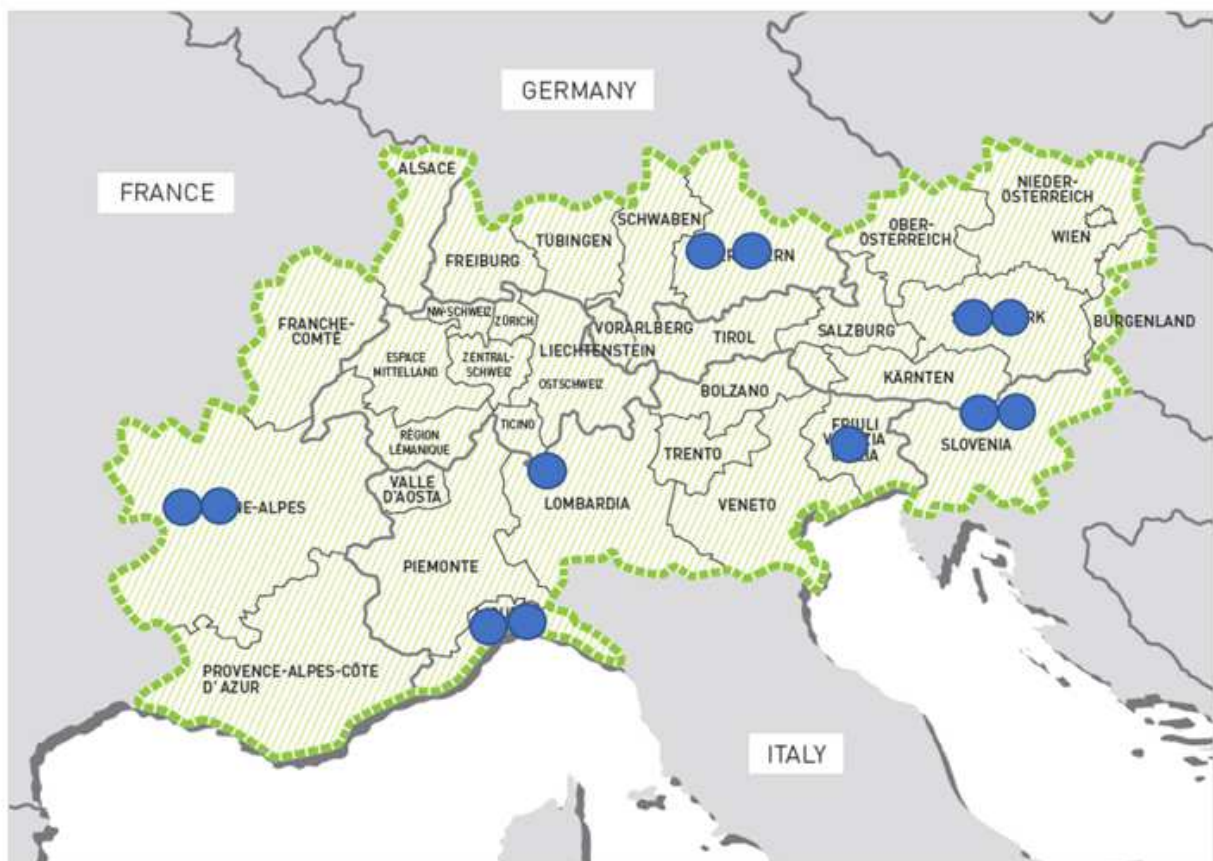 GERMANY
FRANCE
ALSACE
NIEDER-
ÖSTERREICH
SCHWABEN
OBER-
ÖSTERREICH
TÜBINGEN
WIEN
FREIBURG
NW-SCHWEIZ
ZÜRICH
FRANCHE-
COMTÉ
VORARLBERG
TIROL
SALZBURG
BURGENLAND
LIECHTENSTEIN
ESPACE
MITTELLAND
ZENTRAL-
SCHWEIZ
OSTSCHWEIZ
BOLZANO
KÄRNTEN
TICINO
RÉGION
LÉMANIQUE
FRIULI
SLOVENIA
TRENTO
VALLE
D'AOSTA
LOMBARDIA
VENETO
NE-ALPES
PIEMONTE
PROVENCE-ALPES-CÔTE
D' AZUR
ITALY